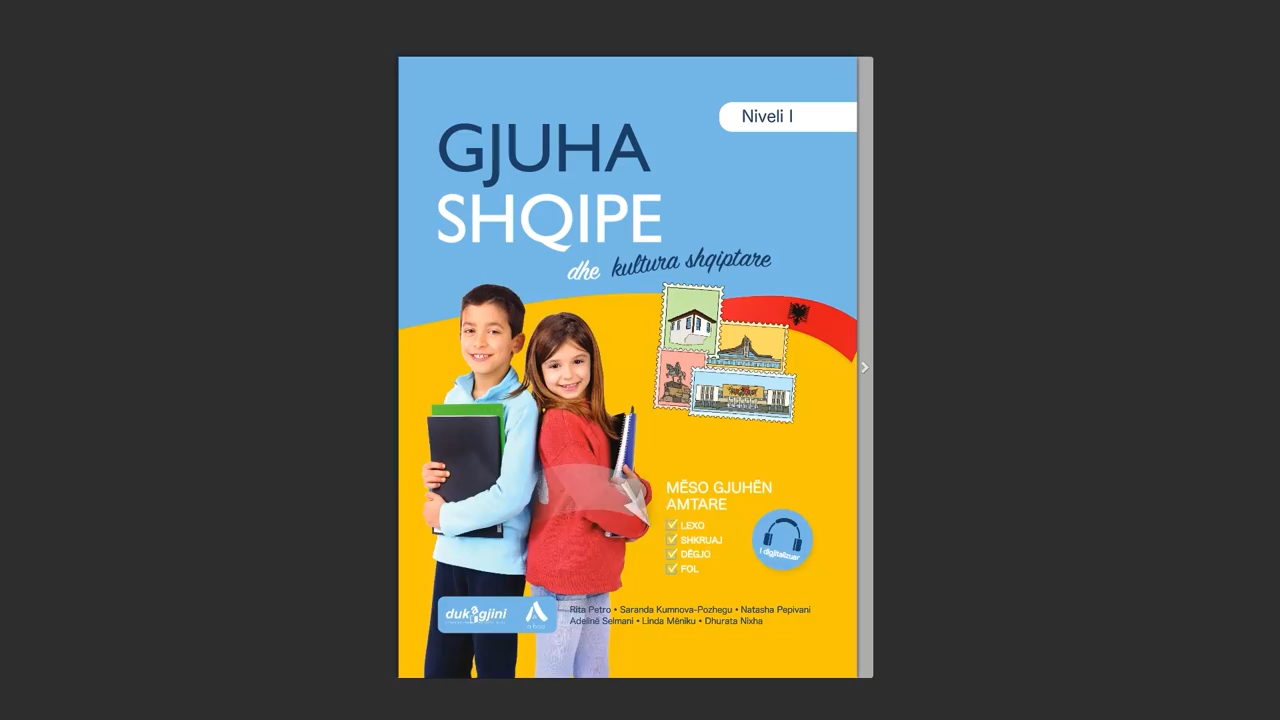 Niveli I
GJUHA
SHQIPE
dhe kultura shqiptare
MËSO GJUHËN
AMTARE
LEXO
SHKRUAJ
DËGJO
FOL
I digjitalizuar
dukagjini
Rita Petro • Saranda Kumnova-Pozhegu • Natasha Pepivani
Adelinë Selmani • Linda Mëniku • Dhurata Nixha